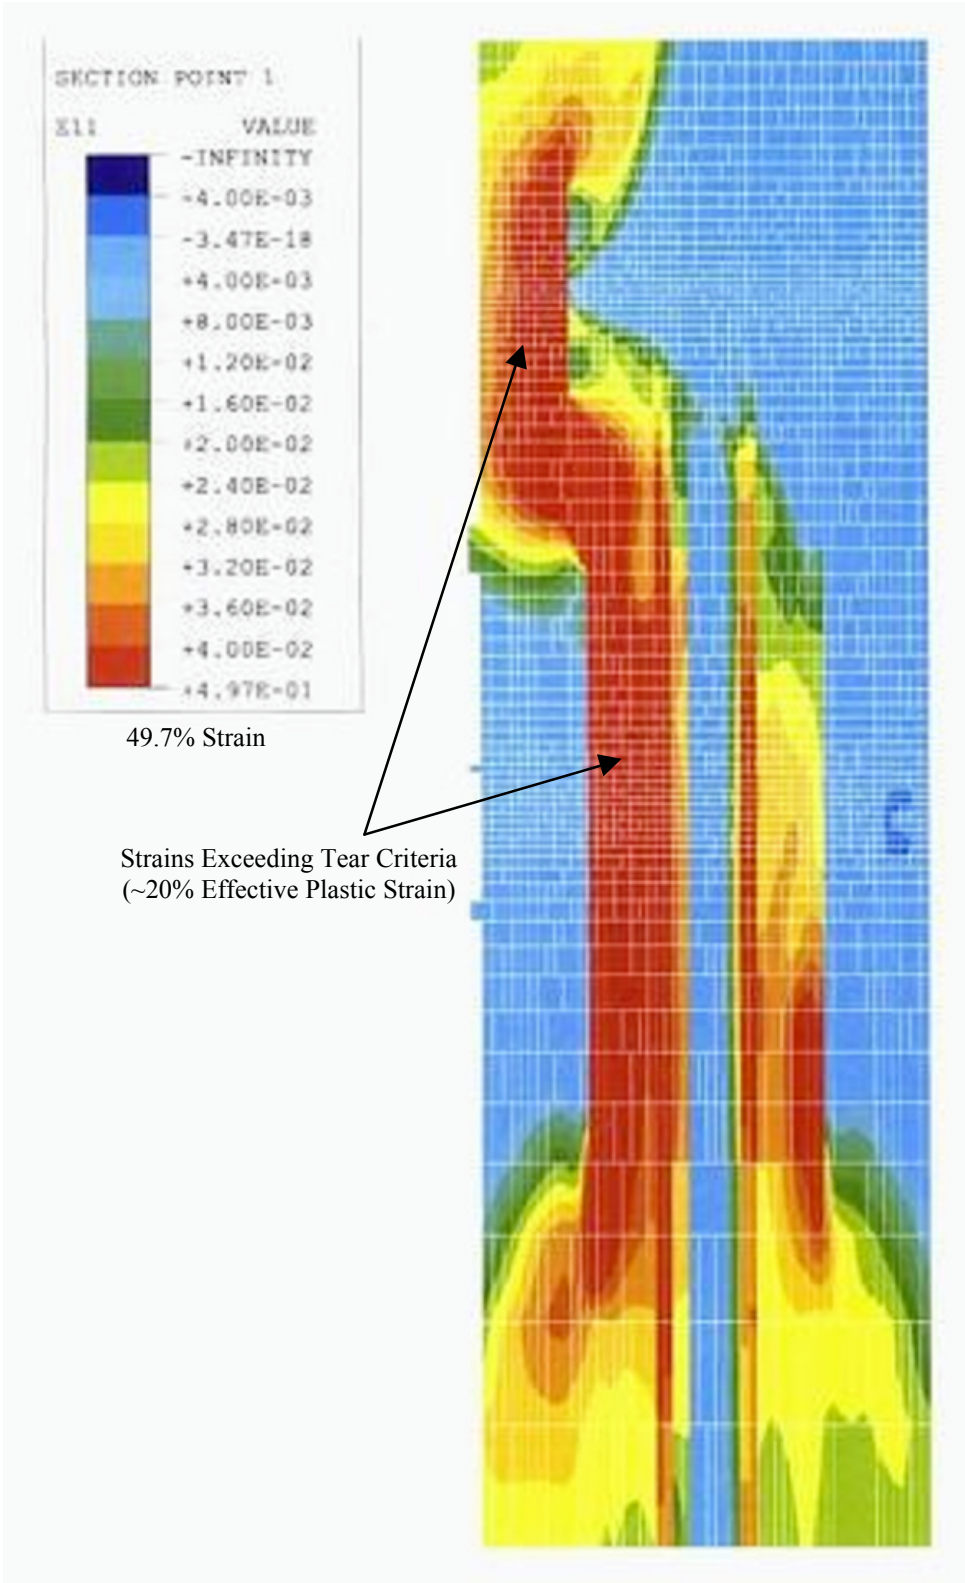 SECTION POINT 1
E11 VALUE
-INFINITY
-4.00E-03
-3.47E-18
+4.00E-03
+8.00E-03
+1.20E-02
+1.60E-02
+2.00E-02
+2.40E-02
+2.80E-02
+3.20E-02
+3.60E-02
+4.00E-02
+4.97E-01
49.7% Strain
Strains Exceeding Tear Criteria
(~20% Effective Plastic Strain)